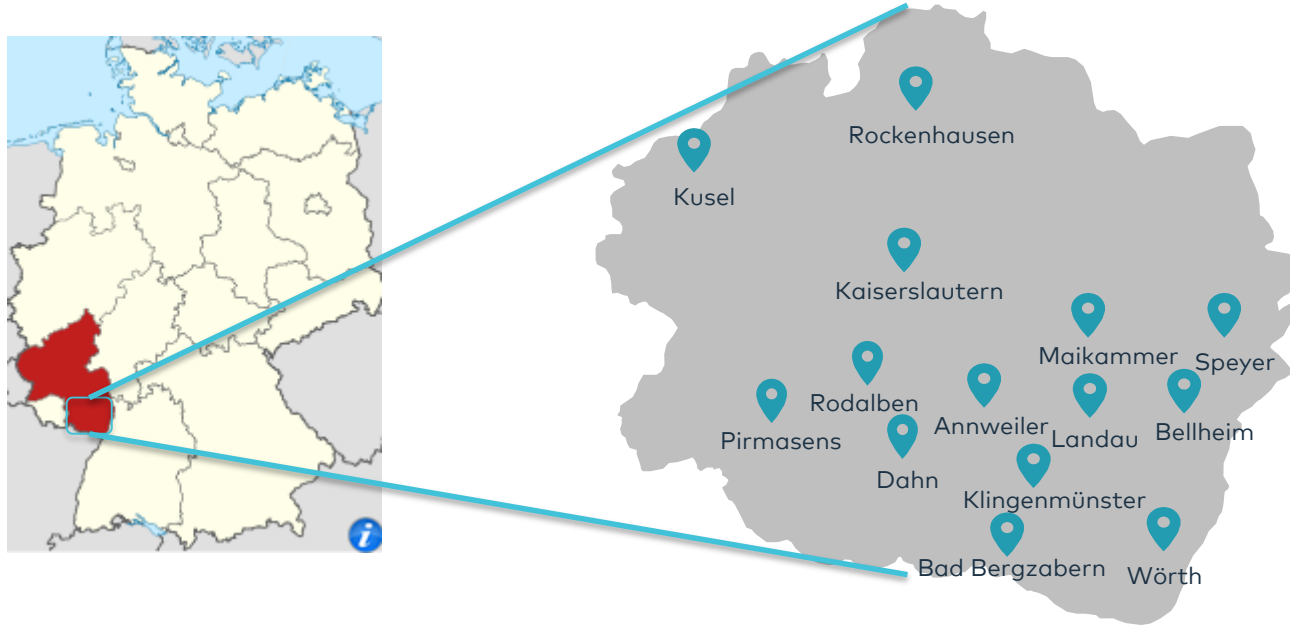 Rockenhausen
Kusel
Kaiserslautern
Maikammer
Speyer
Rodalben
Annweiler
Landau
Bellheim
Pirmasens
Dahn
Klingenmünster
Bad Bergzabern
Wörth
i